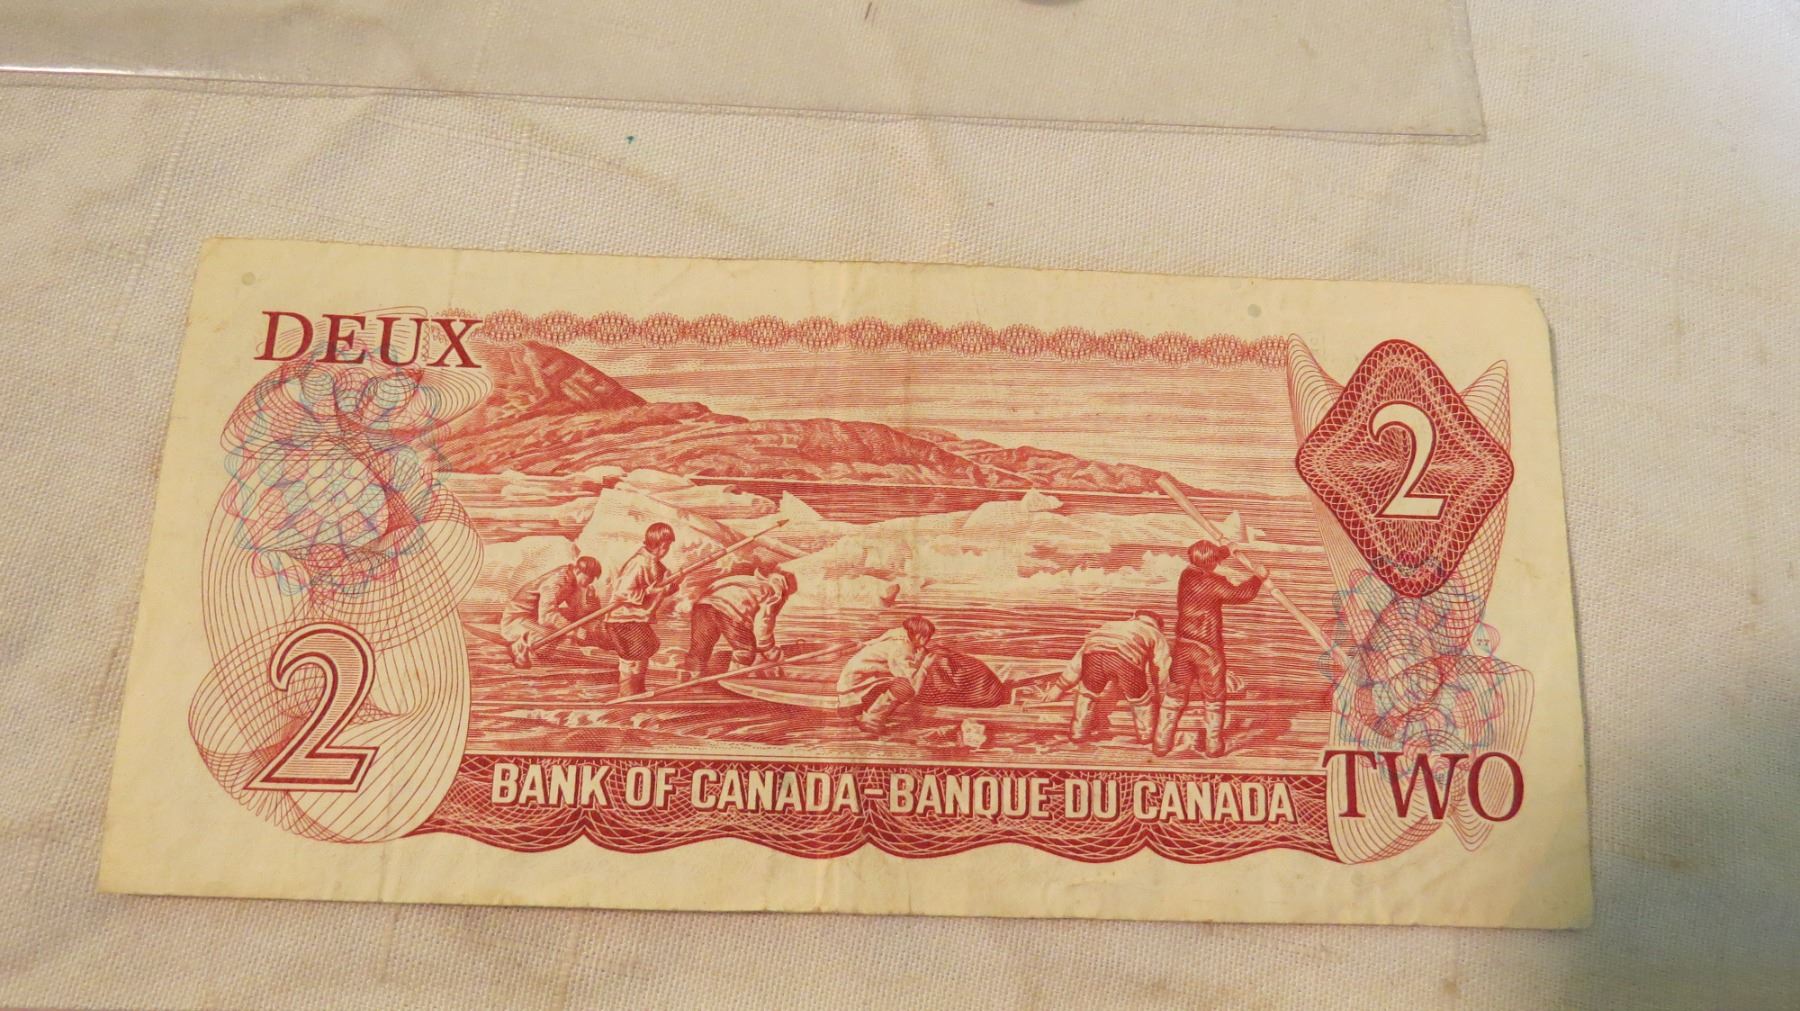 DEUX
2
2
BANK OF CANADA-BANQUE DU CANADA
TWO